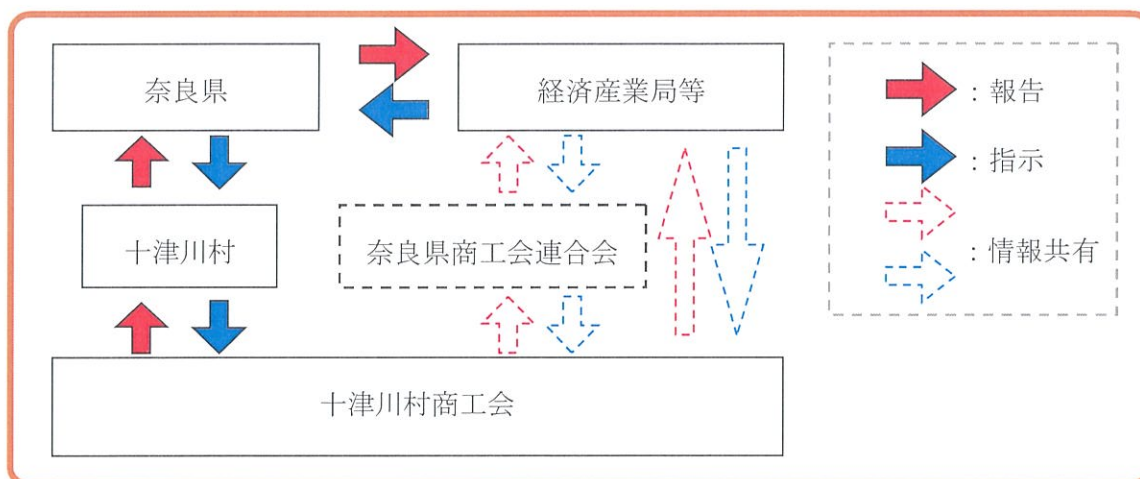 奈良県
経済産業局等
十津川村
奈良県商工会連合会
十津川村商工会
：報告
：指示
：情報共有